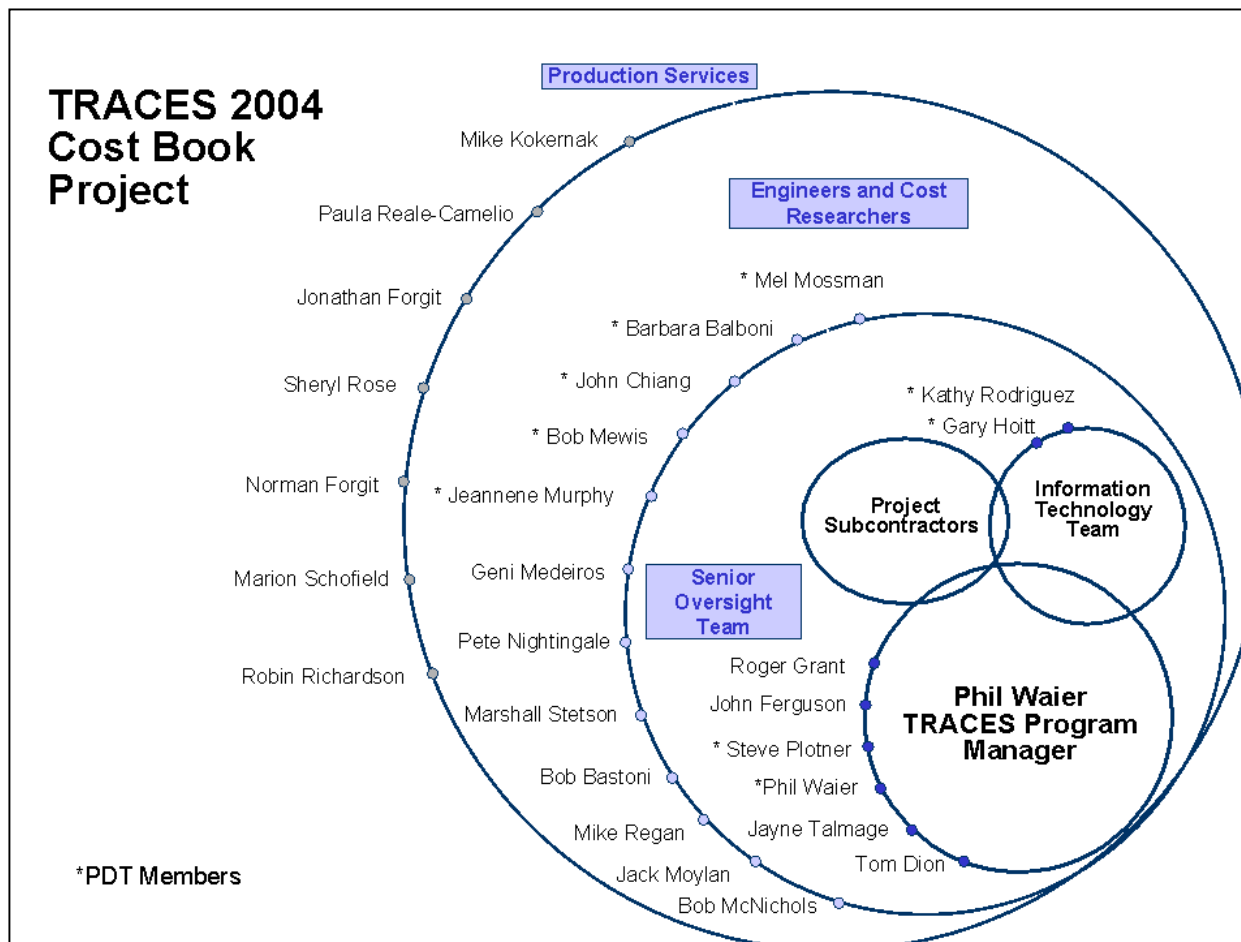 TRACES 2004
Cost Book
Project
Production Services
Mike Kokernak
Paula Reale-Camelio
Jonathan Forgit
Sheryl Rose
Norman Forgit
Marion Schofield
Robin Richardson
Engineers and Cost
Researchers
* Mel Mossman
* Barbara Balboni
* John Chiang
* Bob Mewis
* Jeannene Murphy
Geni Medeiros
Pete Nightingale
Marshall Stetson
Bob Bastoni
Mike Regan
Jack Moylan
Bob McNichols
* Kathy Rodriguez
* Gary Hoitt
Project
Subcontractors
Information
Technology
Team
Senior
Oversight
Team
Roger Grant
John Ferguson
* Steve Plotner
*Phil Waier
Jayne Talmage
Tom Dion
Phil Waier
TRACES Program
Manager
*PDT Members